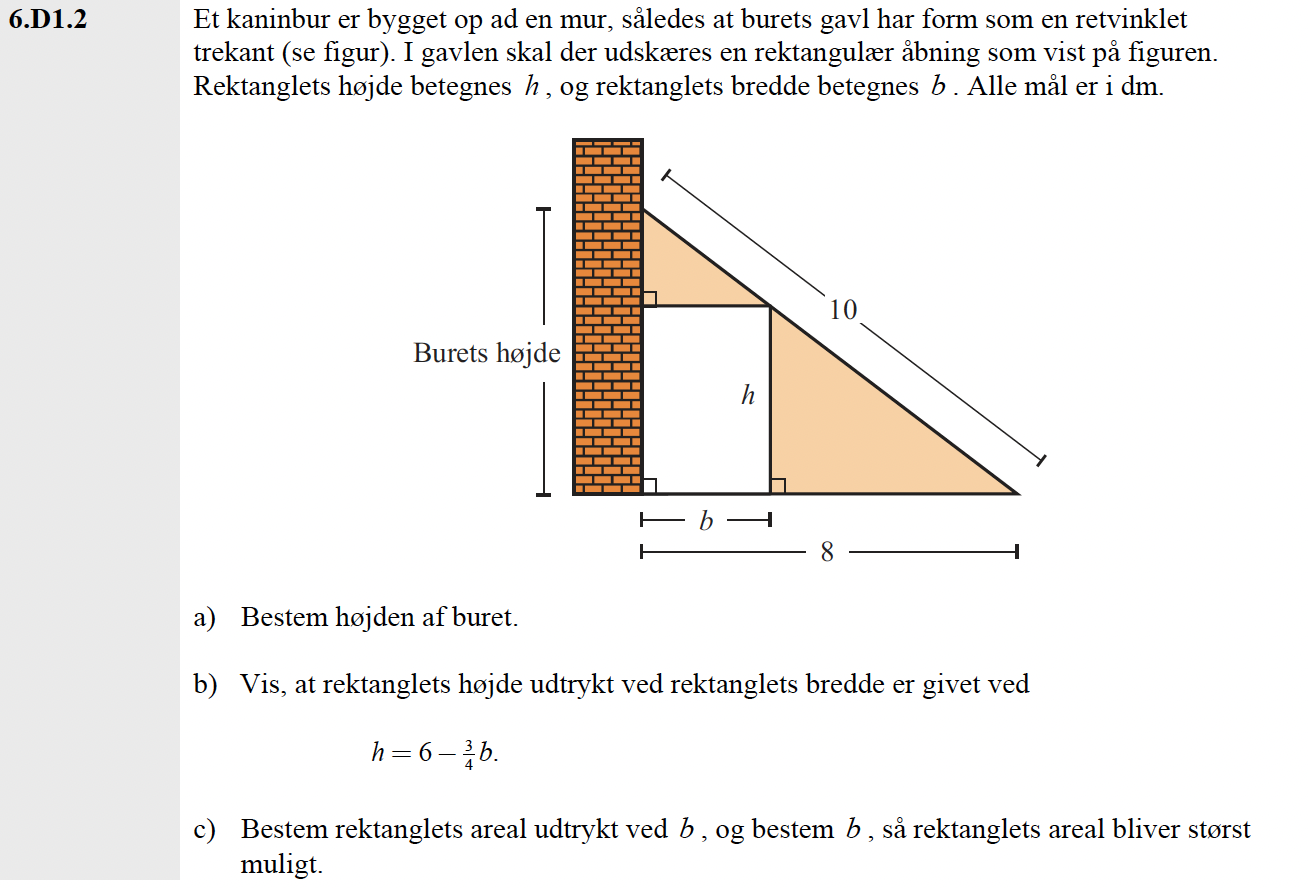 6.D1.2
Et kaninbur er bygget op ad en mur, således at burets gavl har form som en retvinklet
trekant (se figur). I gavlen skal der udskæres en rektangulær åbning som vist på figuren.
Rektanglets højde betegnes h, og rektanglets bredde betegnes b. Alle mål er i dm.
10
Burets højde
h
b
8
a) Bestem højden af buret.
b) Vis, at rektanglets højde udtrykt ved rektanglets bredde er givet ved
h = 6 − 3/4 b.
c) Bestem rektanglets areal udtrykt ved b, og bestem b, så rektanglets areal bliver størst
muligt.